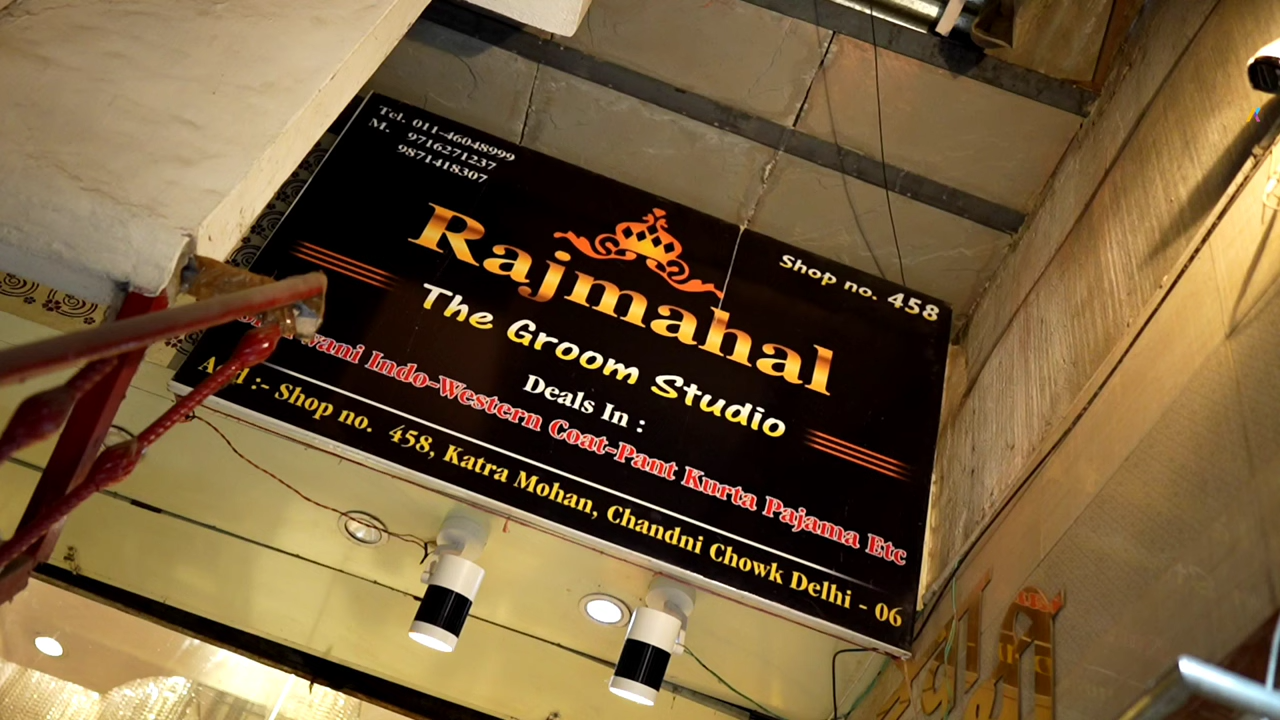 Tel. 011-46048999
M. 9716271237
9871418307
Shop no. 458
Rajmahal
The Groom Studio
Deals In :
Indo-Western Coat-Pant Kurta Pajama Etc
Add :- Shop no. 458, Katra Mohan, Chandni Chowk Delhi - 06